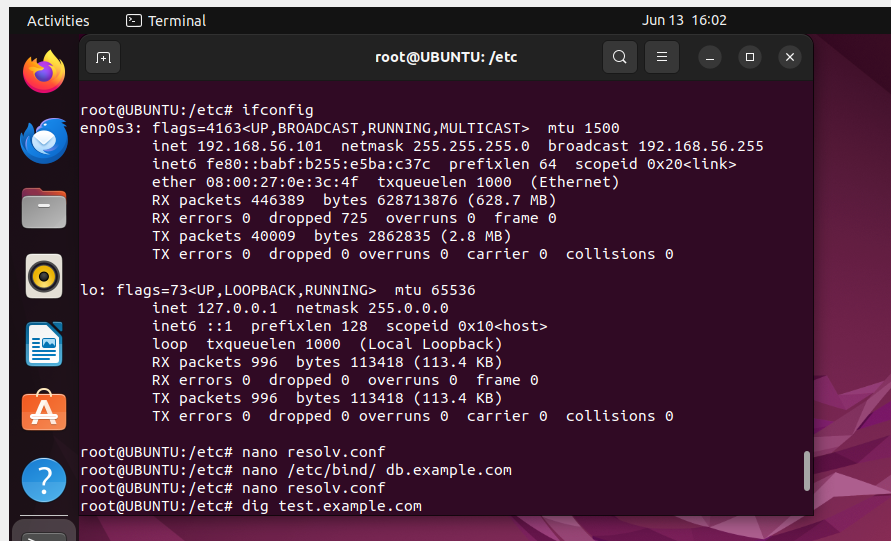 Activities
Terminal
Jun 13 16:02
root@UBUNTU: /etc
root@UBUNTU:/etc# ifconfig
enp0s3: flags=4163<UP,BROADCAST,RUNNING,MULTICAST>  mtu 1500
        inet 192.168.56.101  netmask 255.255.255.0  broadcast 192.168.56.255
        inet6 fe80::babf:b255:e5ba:c37c  prefixlen 64  scopeid 0x20<link>
        ether 08:00:27:0e:3c:4f  txqueuelen 1000  (Ethernet)
        RX packets 446389  bytes 628713876 (628.7 MB)
        RX errors 0  dropped 725  overruns 0  frame 0
        TX packets 40009  bytes 2862835 (2.8 MB)
        TX errors 0  dropped 0 overruns 0  carrier 0  collisions 0
lo: flags=73<UP,LOOPBACK,RUNNING>  mtu 65536
        inet 127.0.0.1  netmask 255.0.0.0
        inet6 ::1  prefixlen 128  scopeid 0x10<host>
        loop  txqueuelen 1000  (Local Loopback)
        RX packets 996  bytes 113418 (113.4 KB)
        RX errors 0  dropped 0  overruns 0  frame 0
        TX packets 996  bytes 113418 (113.4 KB)
        TX errors 0  dropped 0 overruns 0  carrier 0  collisions 0
root@UBUNTU:/etc# nano resolv.conf
root@UBUNTU:/etc# nano /etc/bind/ db.example.com
root@UBUNTU:/etc# nano resolv.conf
root@UBUNTU:/etc# dig test.example.com